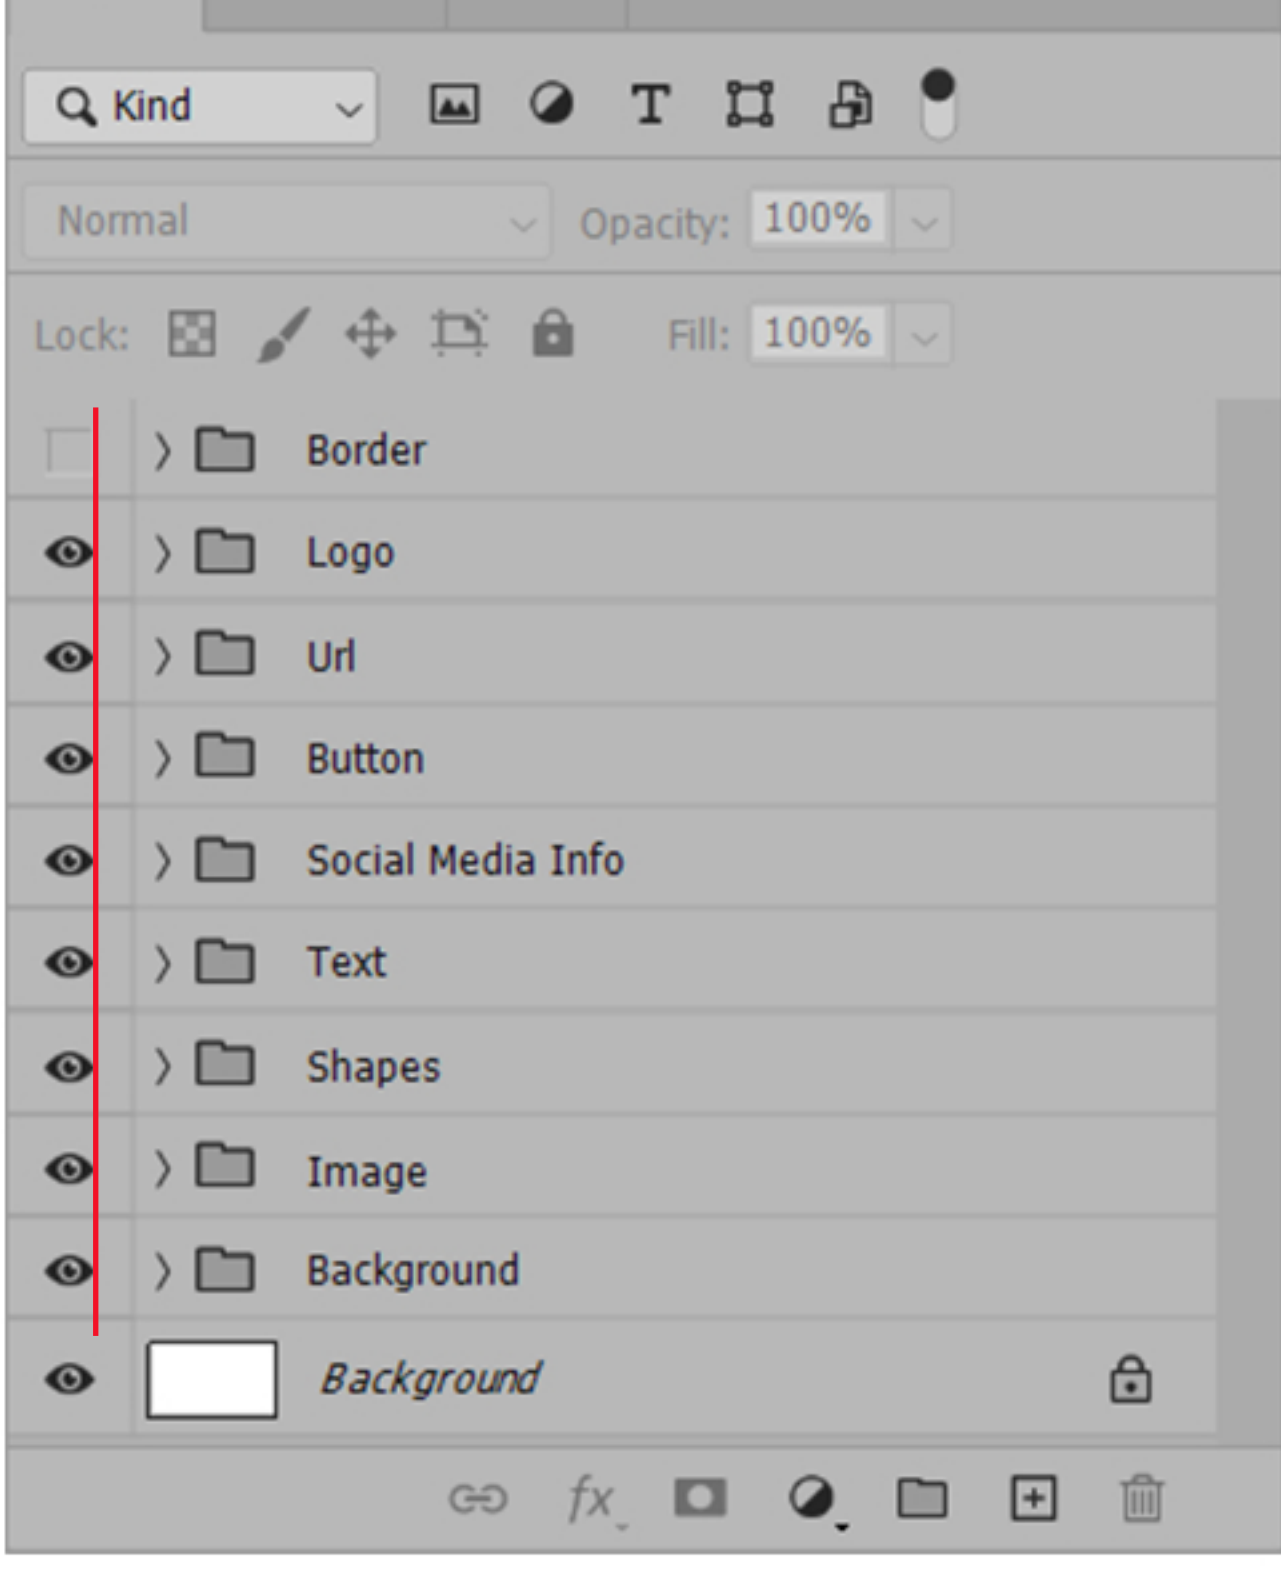 Kind
Normal Opacity: 100%
Lock: Fill: 100%
Border
Logo
Url
Button
Social Media Info
Text
Shapes
Image
Background
Background
fx